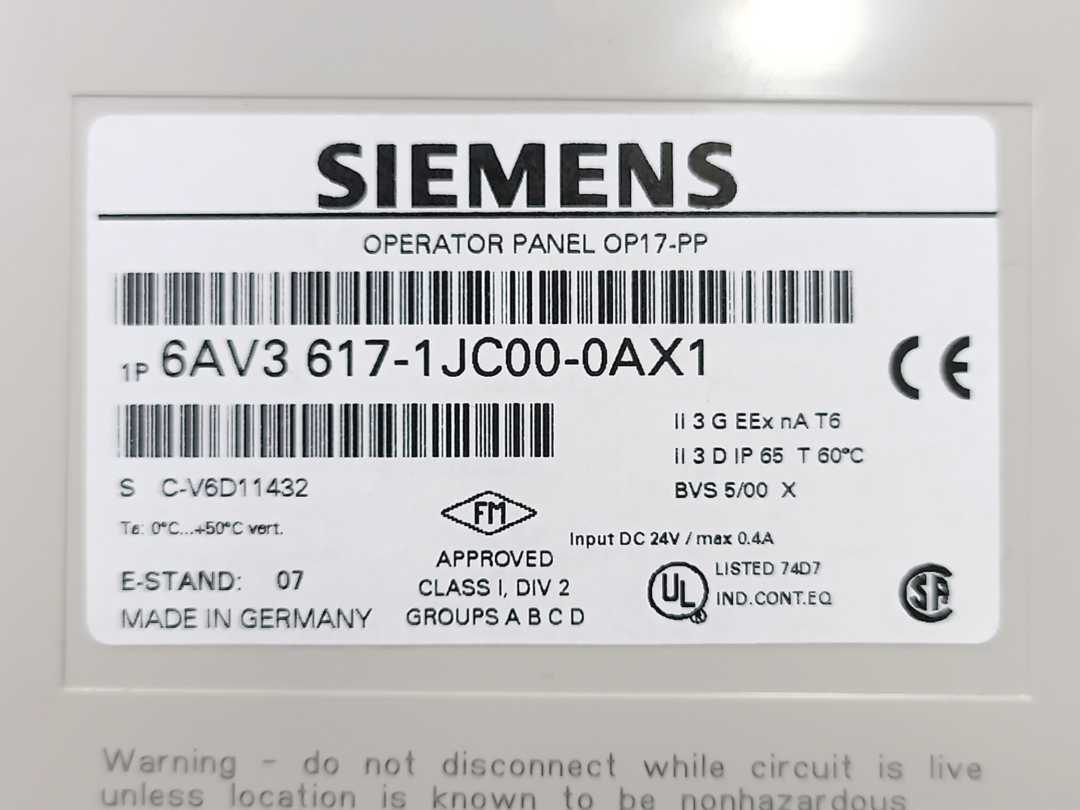 SIEMENS
OPERATOR PANEL OP17-PP
1P 6AV3 617-1JC00-0AX1
CE
II 3 G EEx nA T6
II 3 D IP 65 T 60°C
BVS 5/00 X
S C-V6D11432
Ta: 0°C...+50°C vert.
FM
APPROVED
CLASS I, DIV 2
GROUPS A B C D
Input DC 24V / max 0.4A
E-STAND: 07
MADE IN GERMANY
UL
LISTED 74D7
IND.CONT.EQ
SA
Warning - do not disconnect while circuit is live
unless location is known to be nonhazardous